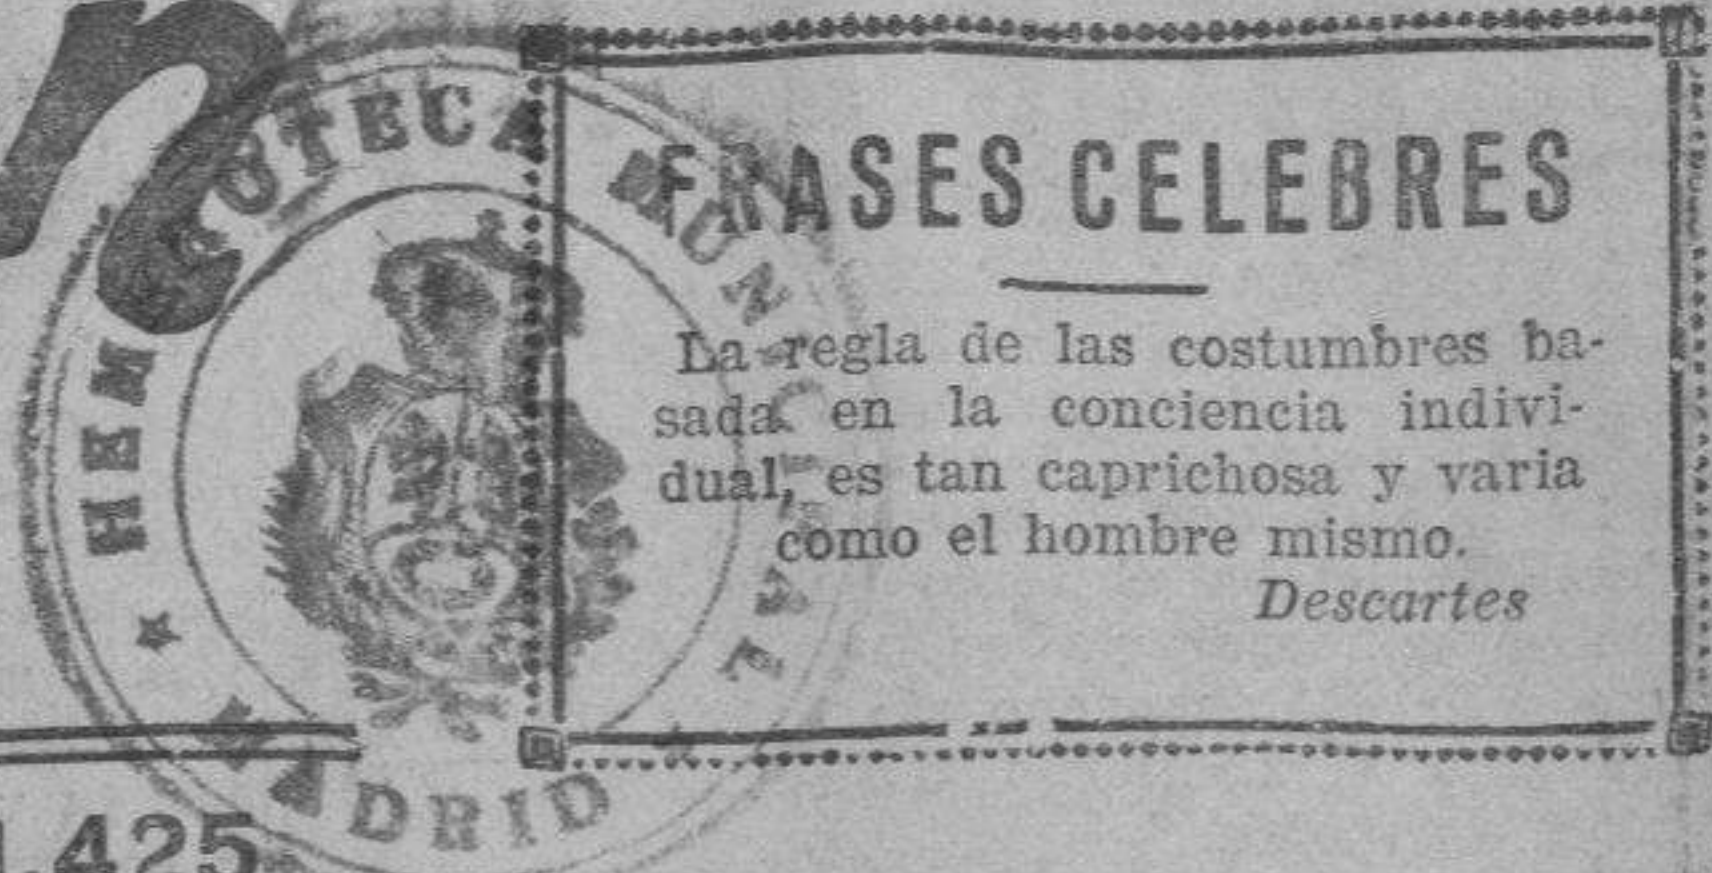 HEMEROTECA MUNICIPAL
★ MADRID
FRASES CELEBRES
La regla de las costumbres ba-
sada en la conciencia indivi-
dual, es tan caprichosa y varia
como el hombre mismo.
Descartes
.425